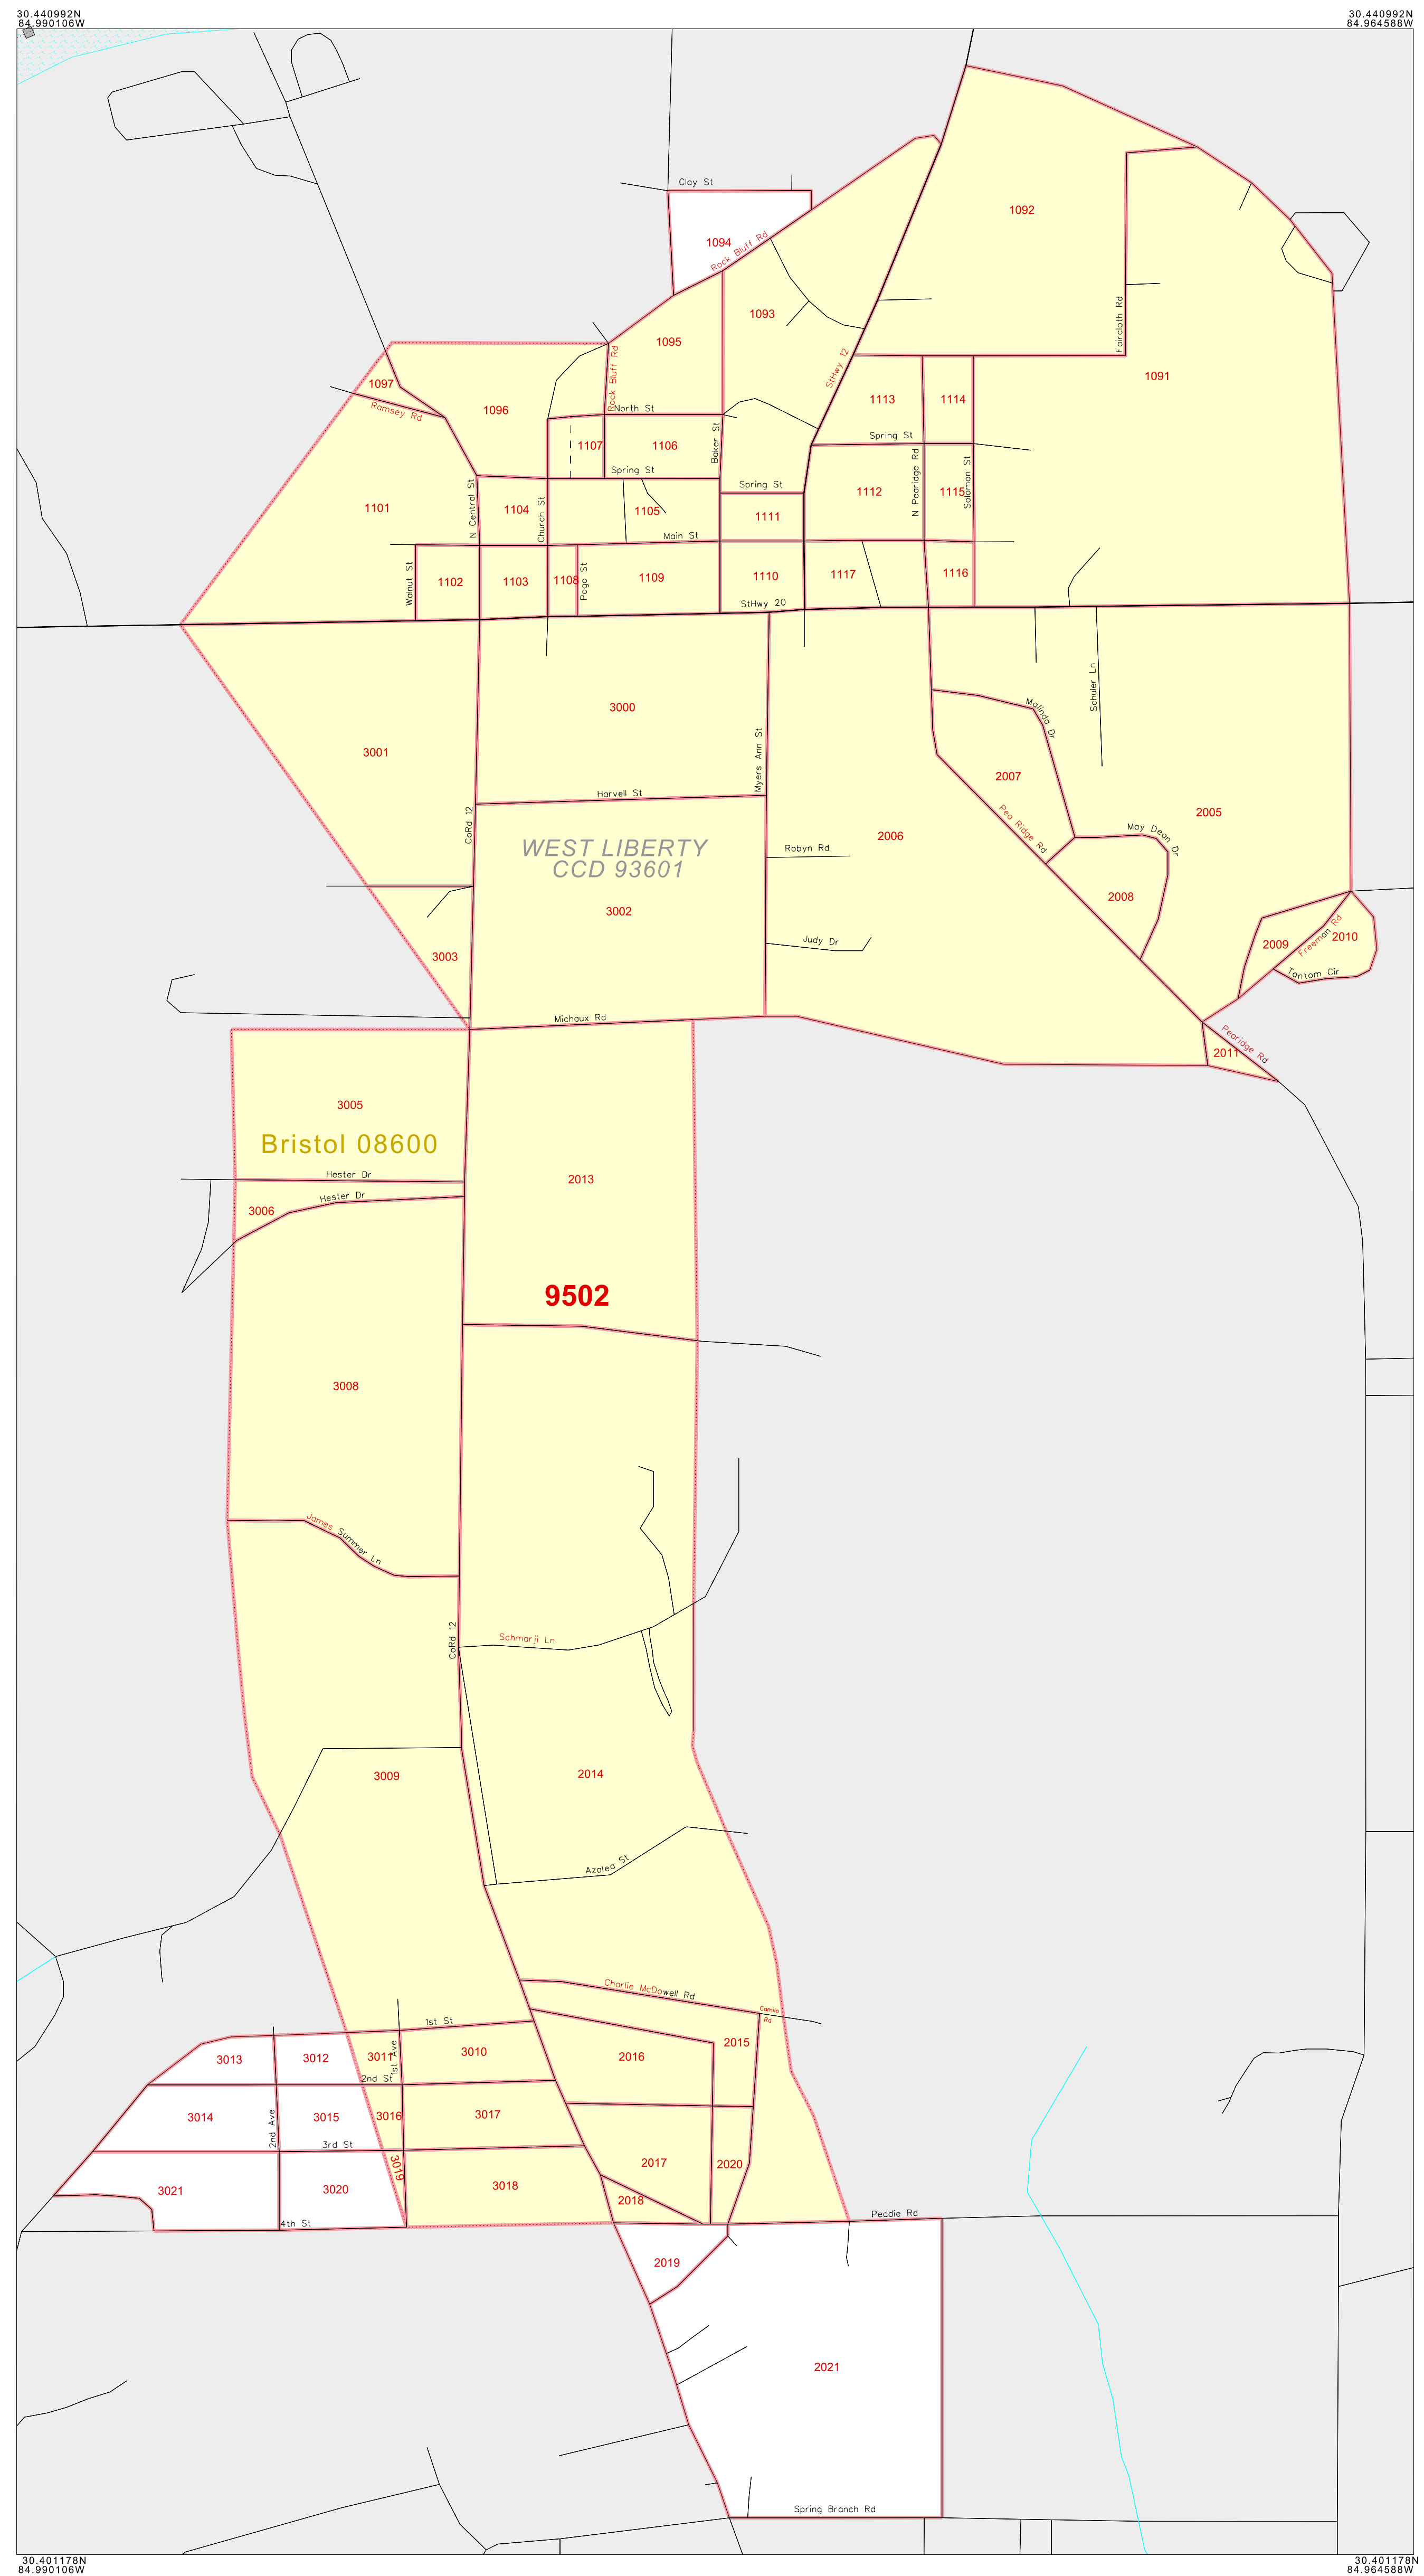 30.440992N
84.990106W
30.440992N
84.964588W
Clay St
1092
1094
Rock Bluff Rd
1093
1095
Faircloth Rd
StHwy 12
Rock Bluff Rd
1097
1096
Ramsey Rd
1091
1113
1114
North St
1107
1106
Baker St
Spring St
Spring St
N Pearidge Rd
Solomon St
1101
N Central St
1104
Church St
1105
Spring St
1111
1112
1115
Main St
Walnut St
1102
1103
1108
Pogo St
1109
1110
1117
1116
StHwy 20
3000
3001
Myers Ann St
Malinda Dr
Schuler Ln
2007
2005
Harvell St
CoRd 12
Pea Ridge Rd
May Dean Dr
2006
WEST LIBERTY
CCD 93601
Robyn Rd
3002
2008
3003
Judy Dr
2009
Freeman Rd
2010
Tantom Cir
Michaux Rd
Pearidge Rd
2011
3005
Bristol 08600
Hester Dr
2013
Hester Dr
3006
9502
3008
James Summer Ln
CoRd 12
Schmarji Ln
3009
2014
Azalea St
Charlie McDowell Rd
Camila
Rd
1st St
3013
3012
3011
1st Ave
3010
2016
2015
2nd St
3014
2nd Ave
3015
3016
3017
3rd St
3021
3020
3019
3018
2017
2020
2018
4th St
Peddie Rd
2019
2021
Spring Branch Rd
30.401178N
84.990106W
30.401178N
84.964588W